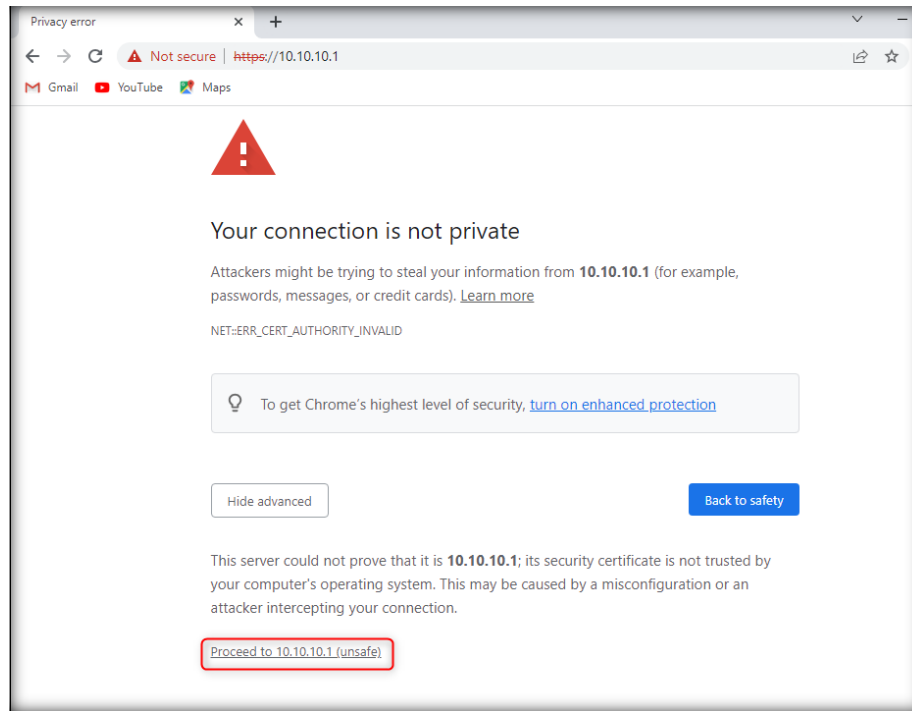 Privacy error
Not secure | https://10.10.10.1
Gmail YouTube Maps
Your connection is not private
Attackers might be trying to steal your information from 10.10.10.1 (for example,
passwords, messages, or credit cards). Learn more
NET::ERR_CERT_AUTHORITY_INVALID
To get Chrome's highest level of security, turn on enhanced protection
Hide advanced Back to safety
This server could not prove that it is 10.10.10.1; its security certificate is not trusted by
your computer's operating system. This may be caused by a misconfiguration or an
attacker intercepting your connection.
Proceed to 10.10.10.1 (unsafe)